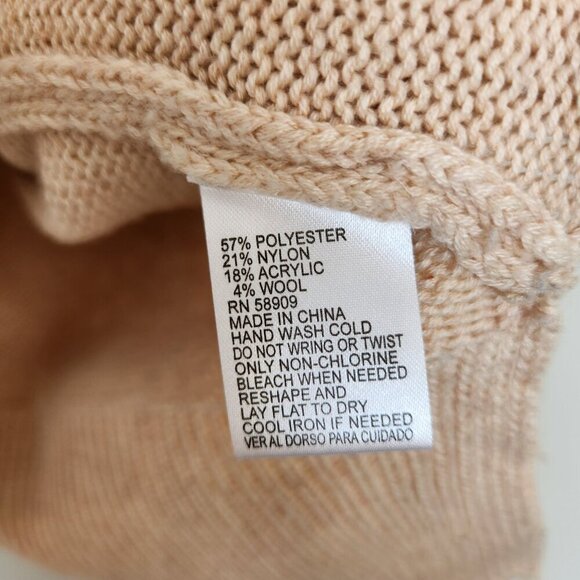 57% POLYESTER
21% NYLON
18% ACRYLIC
4% WOOL
RN 58909
MADE IN CHINA
HAND WASH COLD
DO NOT WRING OR TWIST
ONLY NON-CHLORINE
BLEACH WHEN NEEDED
RESHAPE AND
LAY FLAT TO DRY
COOL IRON IF NEEDED
VER AL DORSO PARA CUIDADO